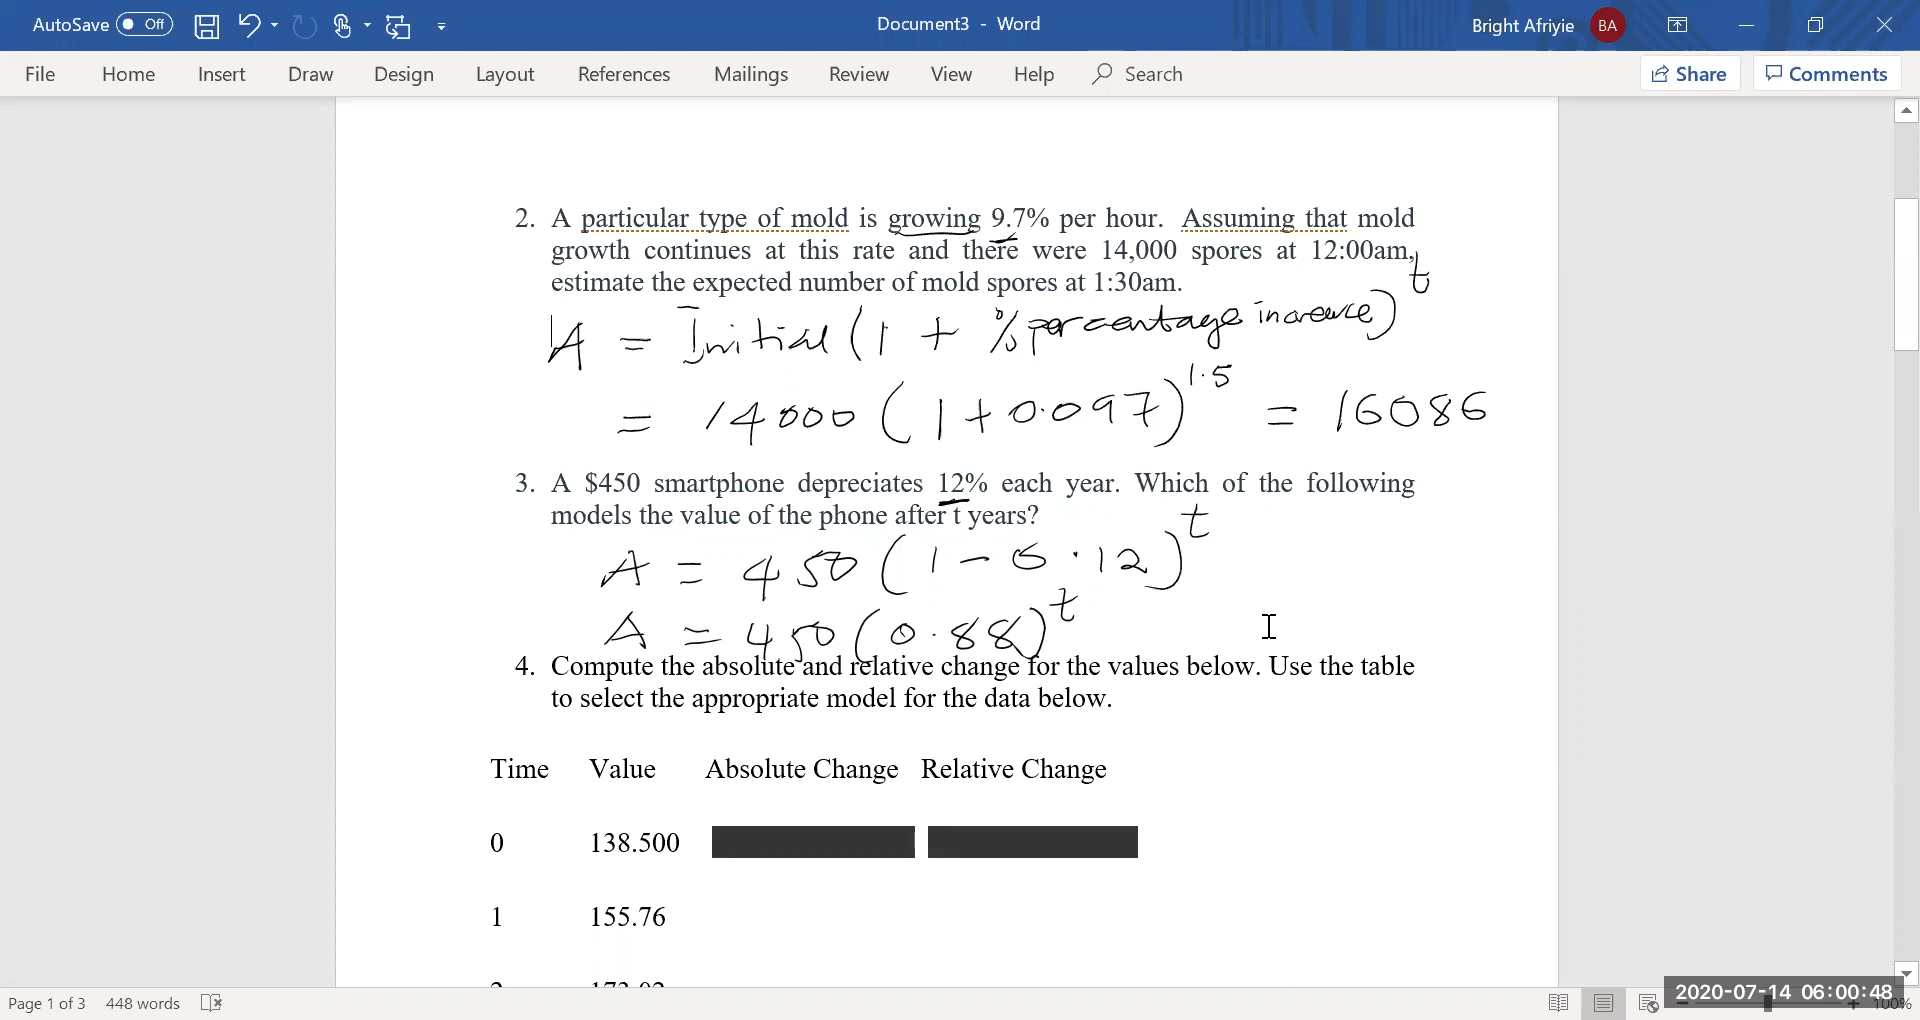 AutoSave Off
Document3 - Word
Bright Afriyie BA
File Home Insert Draw Design Layout References Mailings Review View Help Search Share Comments
2. A particular type of mold is growing 9.7% per hour. Assuming that mold
growth continues at this rate and there were 14,000 spores at 12:00am,
estimate the expected number of mold spores at 1:30am.
A = Initial (1 + % percentage increase)^t
= 14000 (1 + 0.097)^1.5 = 16086
3. A $450 smartphone depreciates 12% each year. Which of the following
models the value of the phone after t years?
A = 450 (1 - 0.12)^t
A = 450 (0.88)^t
4. Compute the absolute and relative change for the values below. Use the table
to select the appropriate model for the data below.
Time Value Absolute Change Relative Change
0 138.500
1 155.76
2 173.02
Page 1 of 3 448 words
2020-07-14 06:00:48
100%